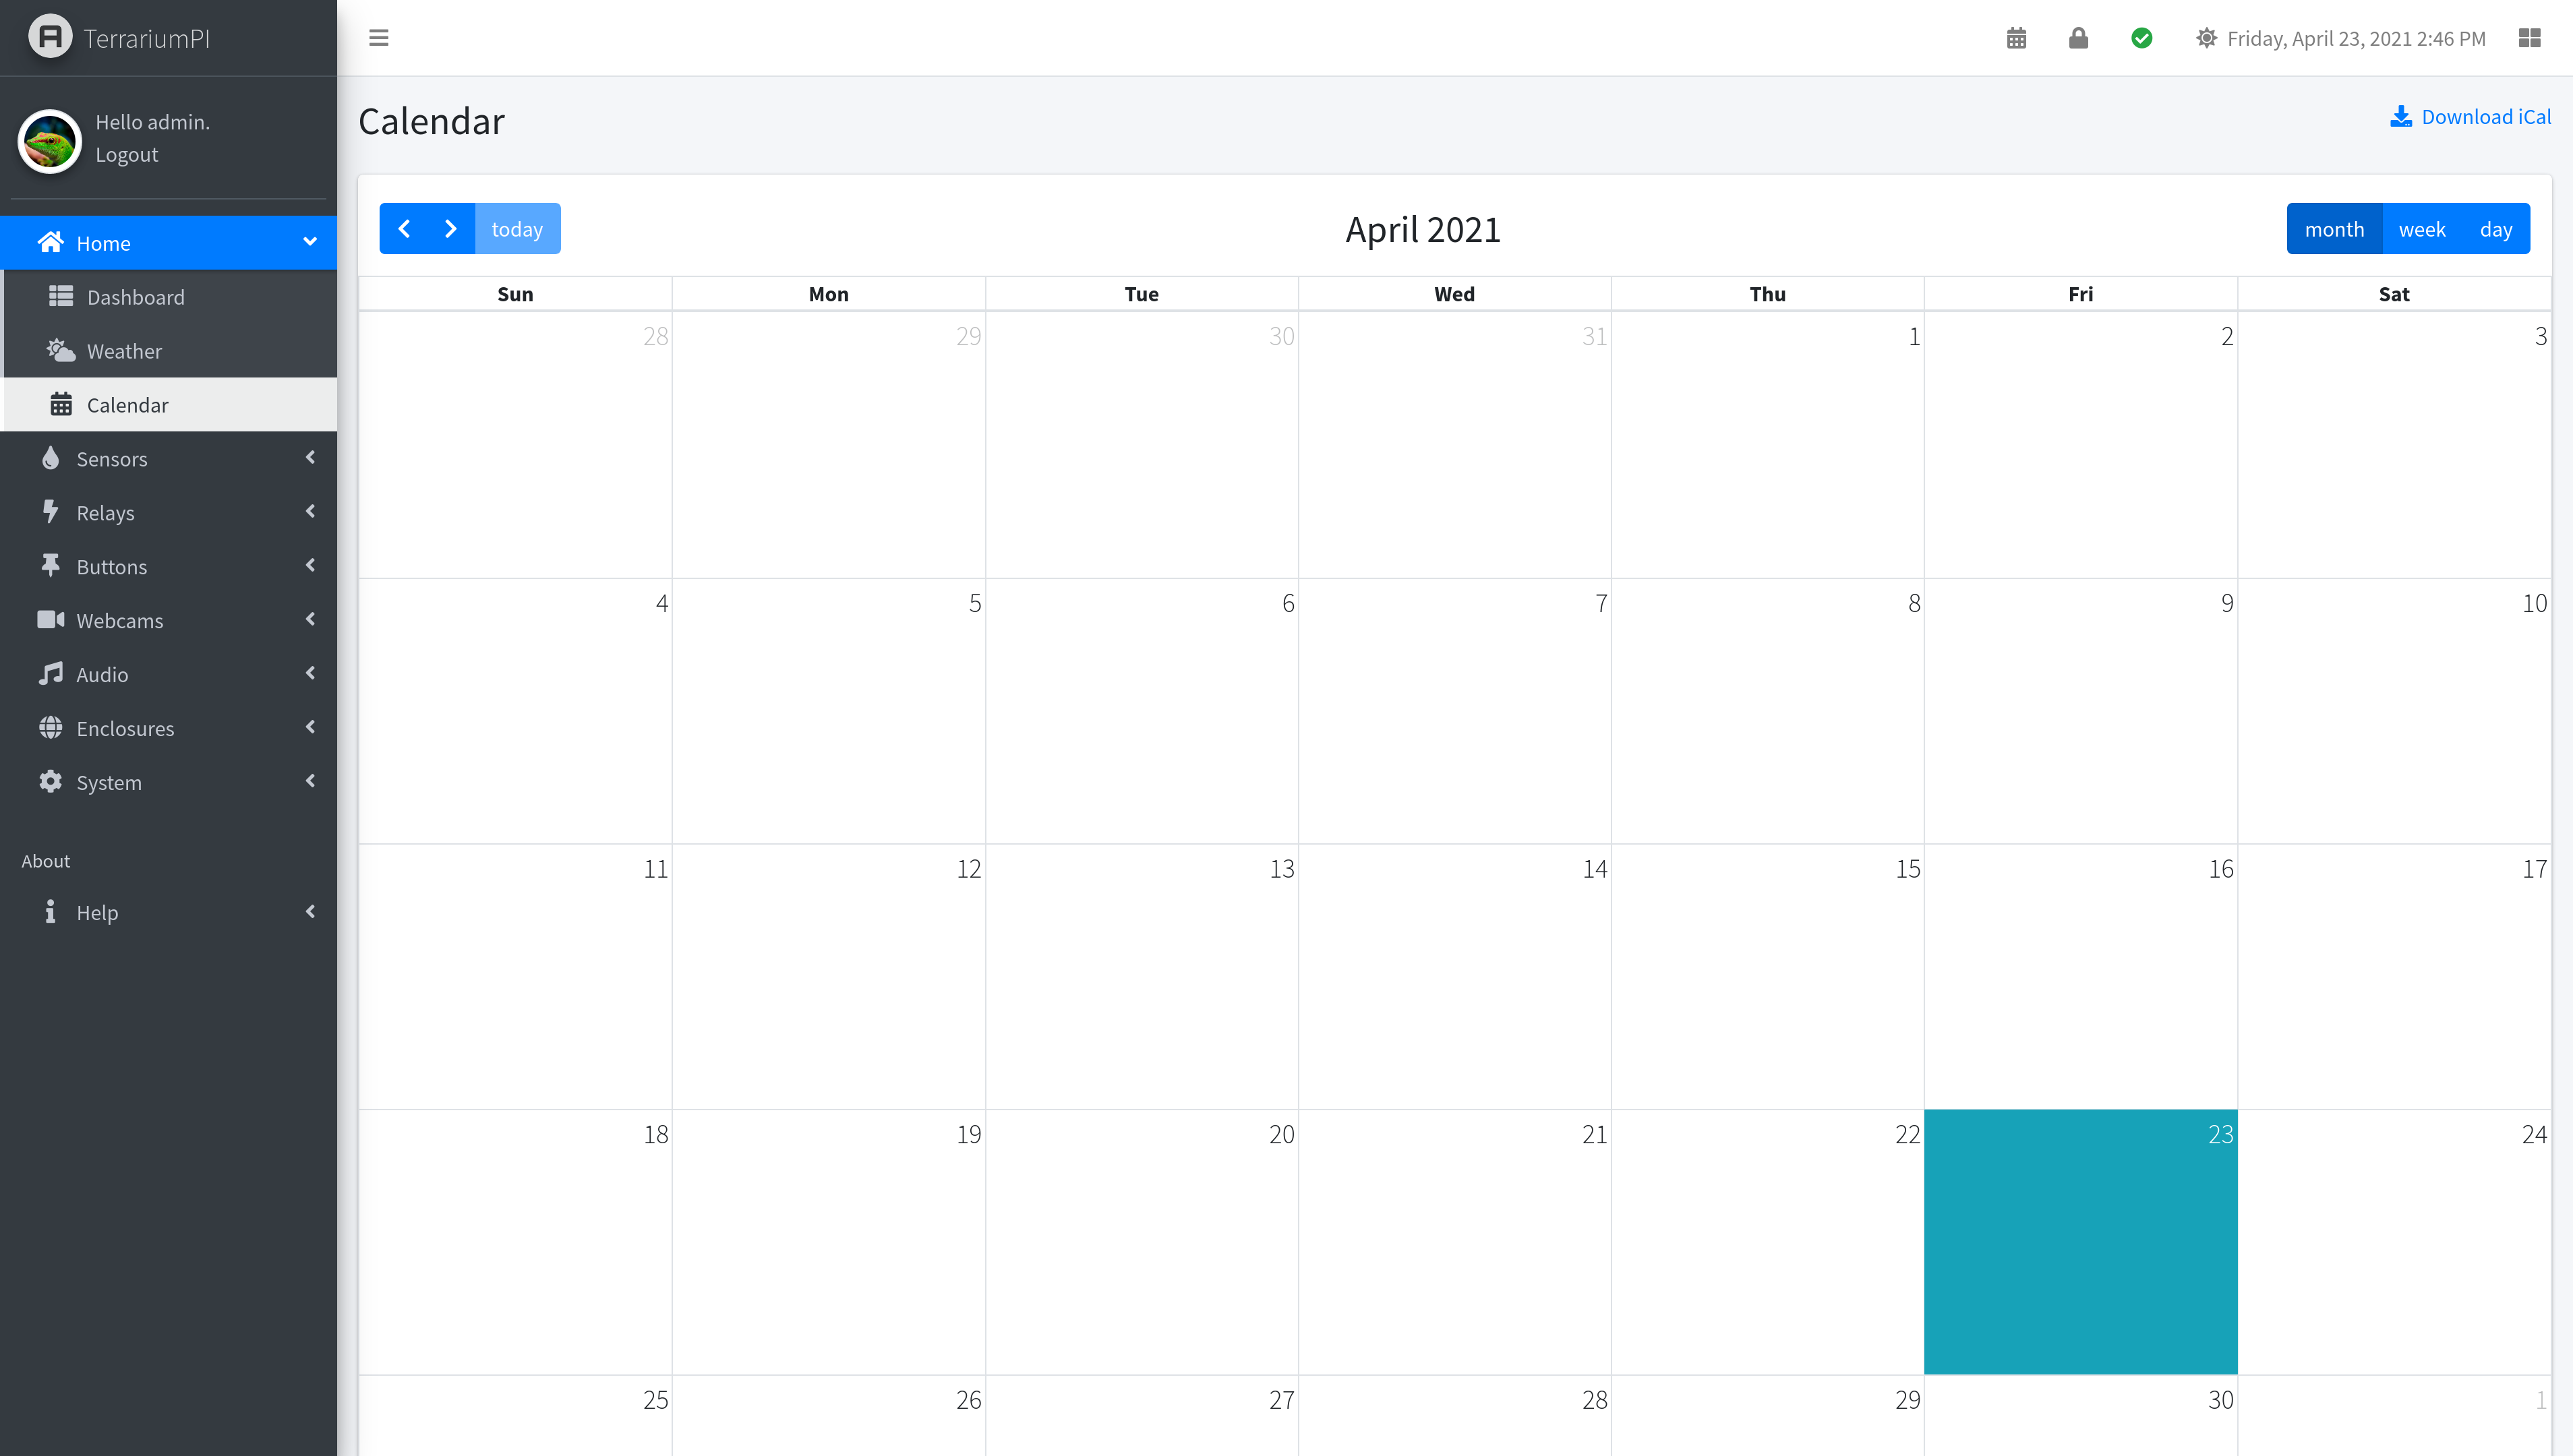 TerrariumPI
Friday, April 23, 2021 2:46 PM
Hello admin.
Logout
Home
Dashboard
Weather
Calendar
Sensors
Relays
Buttons
Webcams
Audio
Enclosures
System
About
Help
Calendar
Download iCal
today
April 2021
month week day
Sun Mon Tue Wed Thu Fri Sat
28 29 30 31 1 2 3
4 5 6 7 8 9 10
11 12 13 14 15 16 17
18 19 20 21 22 23 24
25 26 27 28 29 30 1